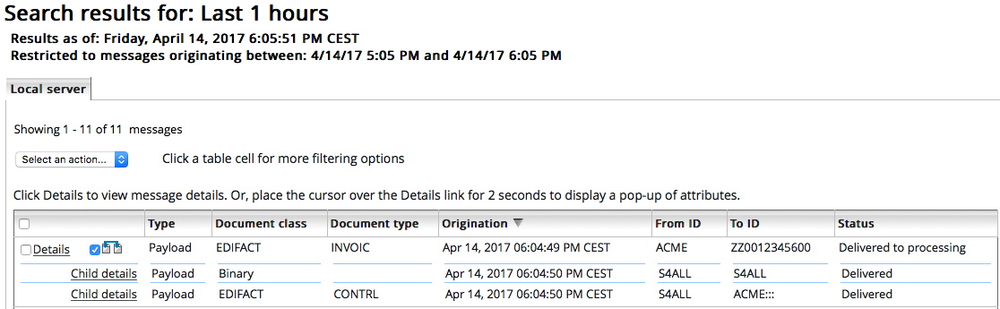 Search results for: Last 1 hours
Results as of: Friday, April 14, 2017 6:05:51 PM CEST
Restricted to messages originating between: 4/14/17 5:05 PM and 4/14/17 6:05 PM
Local server
Showing 1 - 11 of 11 messages
Select an action... Click a table cell for more filtering options
Click Details to view message details. Or, place the cursor over the Details link for 2 seconds to display a pop-up of attributes.
Type Document class Document type Origination From ID To ID Status
Details Payload EDIFACT INVOIC Apr 14, 2017 06:04:49 PM CEST ACME ZZ0012345600 Delivered to processing
Child details Payload Binary Apr 14, 2017 06:04:50 PM CEST S4ALL S4ALL Delivered
Child details Payload EDIFACT CONTRL Apr 14, 2017 06:04:50 PM CEST S4ALL ACME::: Delivered